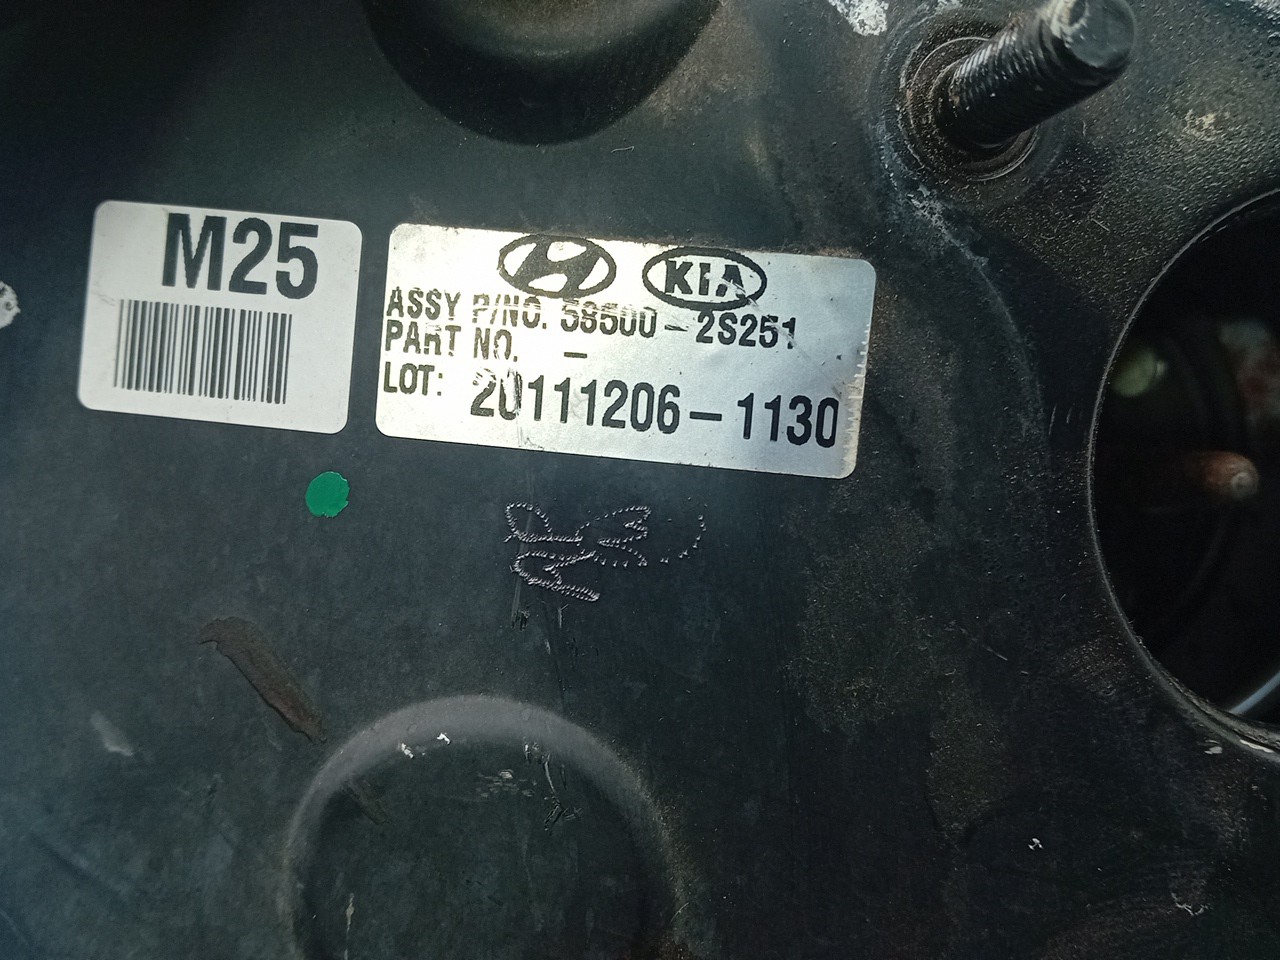 M25
KIA
ASSY P/NO. 58500-2S251
PART NO. -
LOT: 20111206-1130